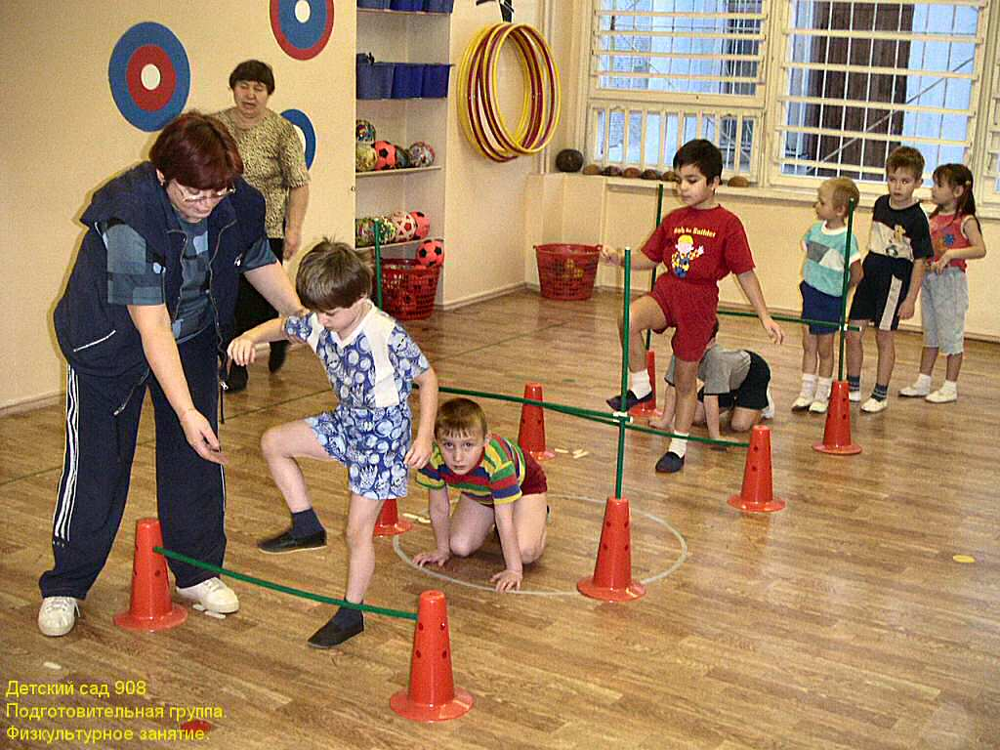 Детский сад 908
Подготовительная группа.
Физкультурное занятие.